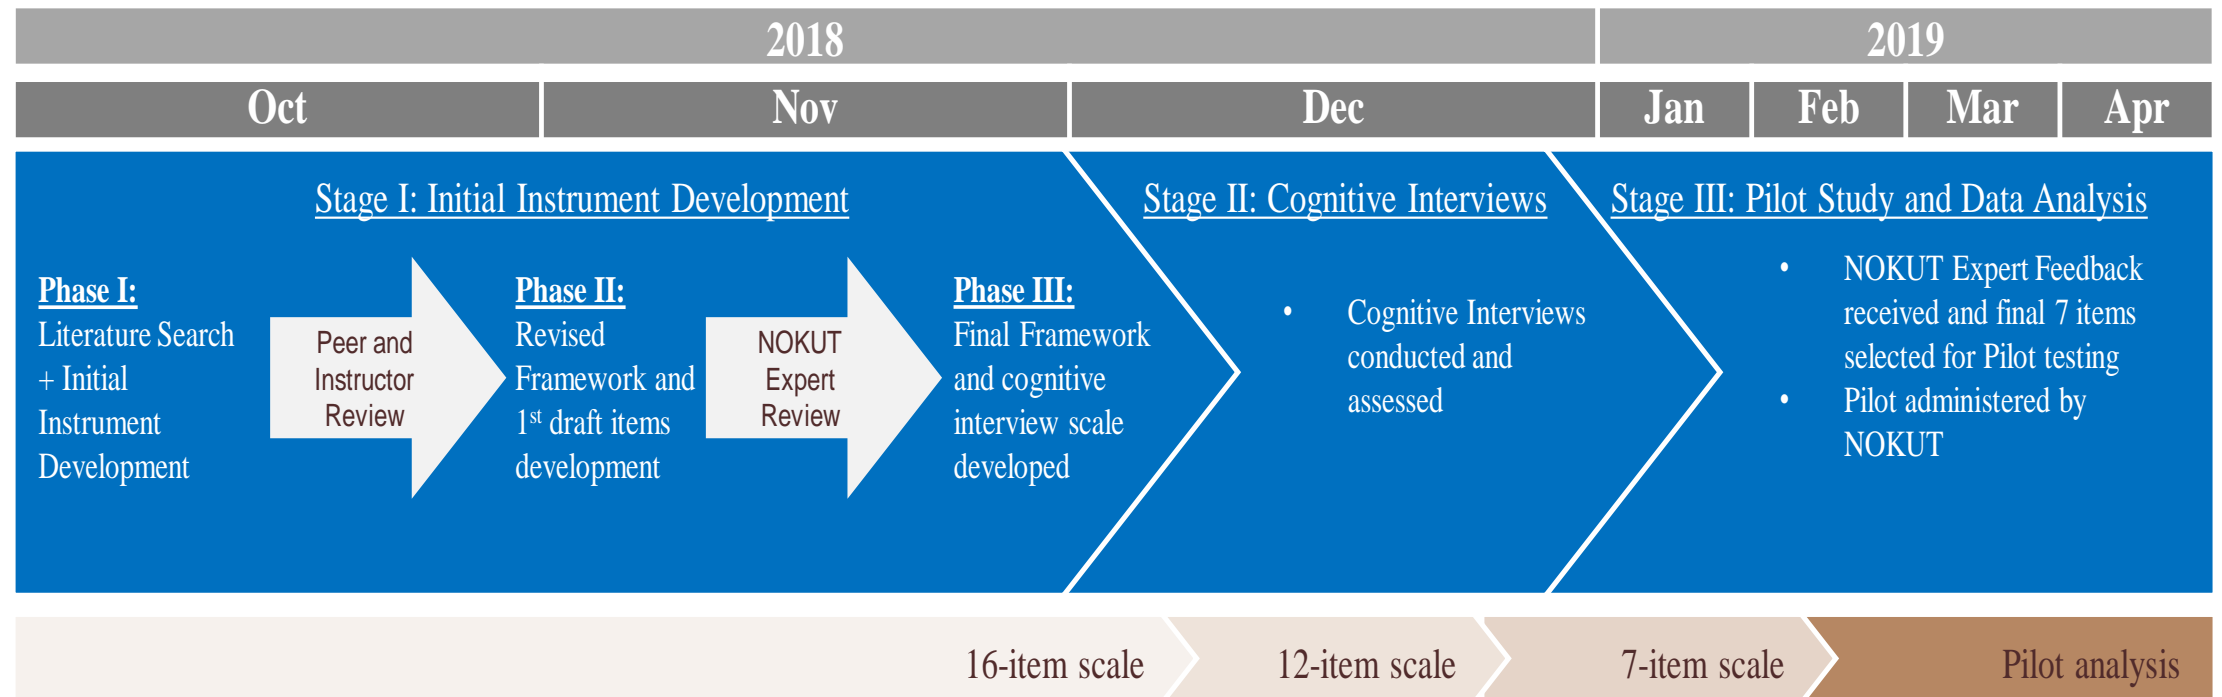 2018
2019
Oct
Nov
Dec
Jan
Feb
Mar
Apr
Stage I: Initial Instrument Development
Phase I:
Literature Search
+ Initial
Instrument
Development
Peer and
Instructor
Review
Phase II:
Revised
Framework and
1st draft items
development
NOKUT
Expert
Review
Phase III:
Final Framework
and cognitive
interview scale
developed
Stage II: Cognitive Interviews
• Cognitive Interviews
conducted and
assessed
Stage III: Pilot Study and Data Analysis
• NOKUT Expert Feedback
received and final 7 items
selected for Pilot testing
• Pilot administered by
NOKUT
16-item scale
12-item scale
7-item scale
Pilot analysis